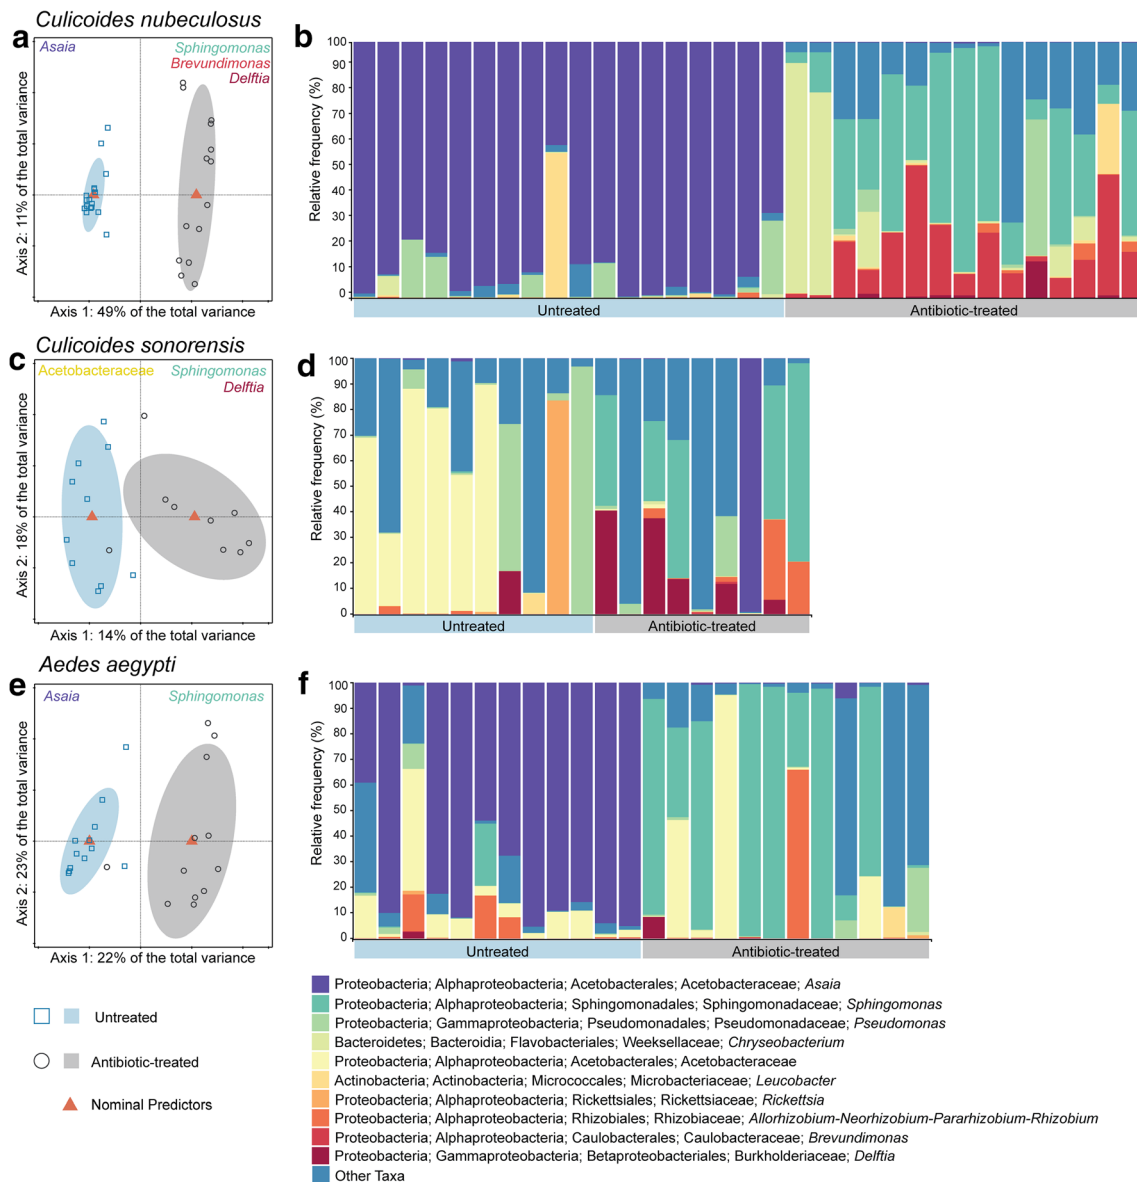 Culicoides nubeculosus
a
Asaia
Sphingomonas
Brevundimonas
Delftia
Axis 2: 11% of the total variance
Axis 1: 49% of the total variance
b
Relative frequency (%)
100
90
80
70
60
50
40
30
20
10
0
Untreated
Antibiotic-treated
Culicoides sonorensis
c
Acetobacteraceae
Sphingomonas
Delftia
Axis 2: 18% of the total variance
Axis 1: 14% of the total variance
d
Relative frequency (%)
100
90
80
70
60
50
40
30
20
10
0
Untreated
Antibiotic-treated
Aedes aegypti
e
Asaia
Sphingomonas
Axis 2: 23% of the total variance
Axis 1: 22% of the total variance
f
Relative frequency (%)
100
90
80
70
60
50
40
30
20
10
0
Untreated
Antibiotic-treated
Untreated
Antibiotic-treated
Nominal Predictors
Proteobacteria; Alphaproteobacteria; Acetobacterales; Acetobacteraceae; Asaia
Proteobacteria; Alphaproteobacteria; Sphingomonadales; Sphingomonadaceae; Sphingomonas
Proteobacteria; Gammaproteobacteria; Pseudomonadales; Pseudomonadaceae; Pseudomonas
Bacteroidetes; Bacteroidia; Flavobacteriales; Weeksellaceae; Chryseobacterium
Proteobacteria; Alphaproteobacteria; Acetobacterales; Acetobacteraceae
Actinobacteria; Actinobacteria; Micrococcales; Microbacteriaceae; Leucobacter
Proteobacteria; Alphaproteobacteria; Rickettsiales; Rickettsiaceae; Rickettsia
Proteobacteria; Alphaproteobacteria; Rhizobiales; Rhizobiaceae; Allorhizobium-Neorhizobium-Pararhizobium-Rhizobium
Proteobacteria; Alphaproteobacteria; Caulobacterales; Caulobacteraceae; Brevundimonas
Proteobacteria; Gammaproteobacteria; Betaproteobacteriales; Burkholderiaceae; Delftia
Other Taxa